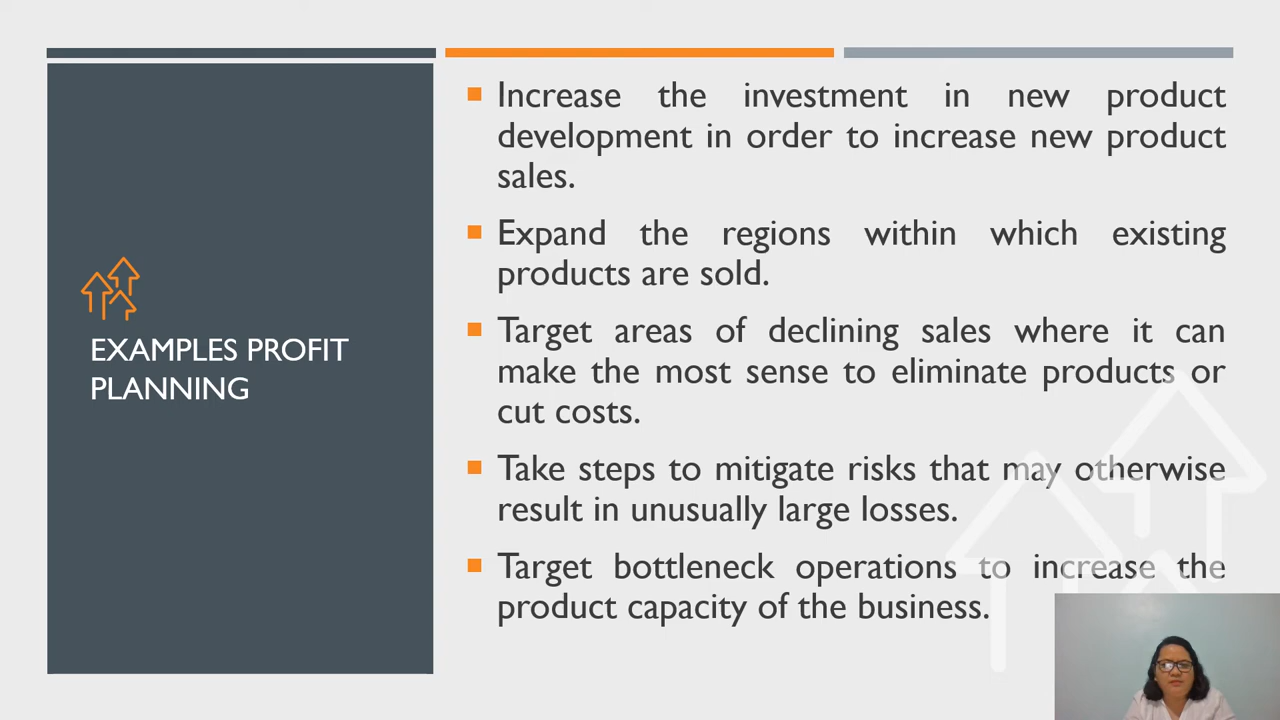 EXAMPLES PROFIT
PLANNING
Increase the investment in new product
development in order to increase new product
sales.
Expand the regions within which existing
products are sold.
Target areas of declining sales where it can
make the most sense to eliminate products or
cut costs.
Take steps to mitigate risks that may otherwise
result in unusually large losses.
Target bottleneck operations to increase the
product capacity of the business.